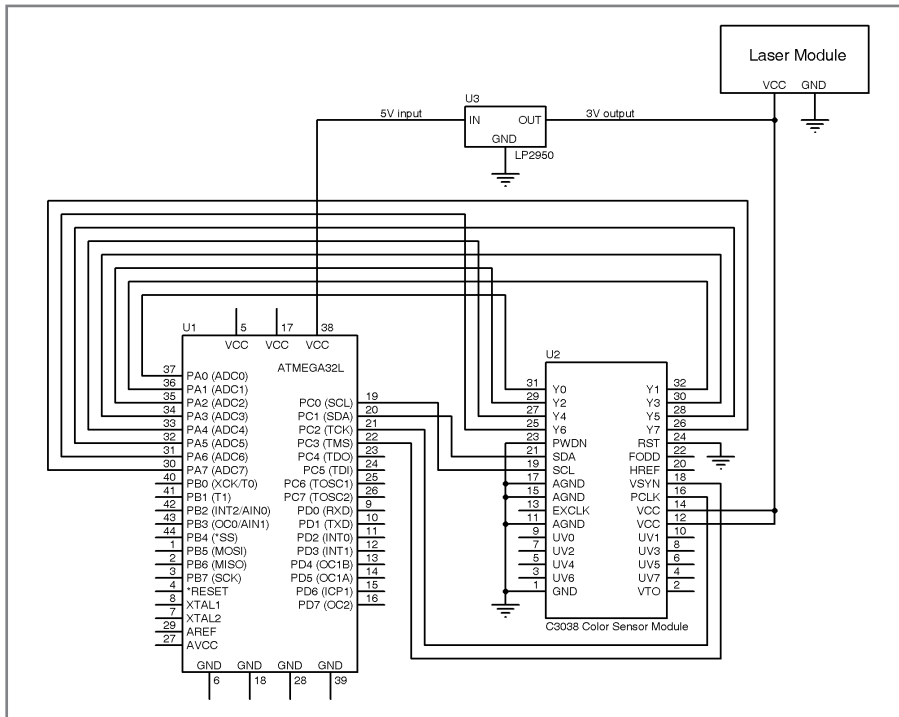 Laser Module
VCC GND
U3
5V input
IN OUT
3V output
GND
LP2950
U1
5 17 38
VCC VCC VCC
ATMEGA32L
37 PA0 (ADC0)
36 PA1 (ADC1)
35 PA2 (ADC2)
34 PA3 (ADC3)
33 PA4 (ADC4)
32 PA5 (ADC5)
31 PA6 (ADC6)
30 PA7 (ADC7)
40 PB0 (XCK/T0)
41 PB1 (T1)
42 PB2 (INT2/AIN0)
43 PB3 (OC0/AIN1)
44 PB4 (*SS)
1 PB5 (MOSI)
2 PB6 (MISO)
3 PB7 (SCK)
4 *RESET
8 XTAL1
7 XTAL2
29 AREF
27 AVCC
PC0 (SCL) 19
PC1 (SDA) 20
PC2 (TCK) 21
PC3 (TMS) 22
PC4 (TDO) 23
PC5 (TDI) 24
PC6 (TOSC1) 25
PC7 (TOSC2) 26
PD0 (RXD) 9
PD1 (TXD) 10
PD2 (INT0) 11
PD3 (INT1) 12
PD4 (OC1B) 13
PD5 (OC1A) 14
PD6 (ICP1) 15
PD7 (OC2) 16
GND GND GND GND
6 18 28 39
U2
31 Y0 Y1 32
29 Y2 Y3 30
27 Y4 Y5 28
25 Y6 Y7 26
23 PWDN RST 24
21 SDA FODD 22
19 SCL HREF 20
17 AGND VSYN 18
15 AGND PCLK 16
13 EXCLK VCC 14
11 AGND VCC 12
9 UV0 UV1 10
7 UV2 UV3 8
5 UV4 UV5 6
3 UV6 UV7 4
1 GND VTO 2
C3038 Color Sensor Module